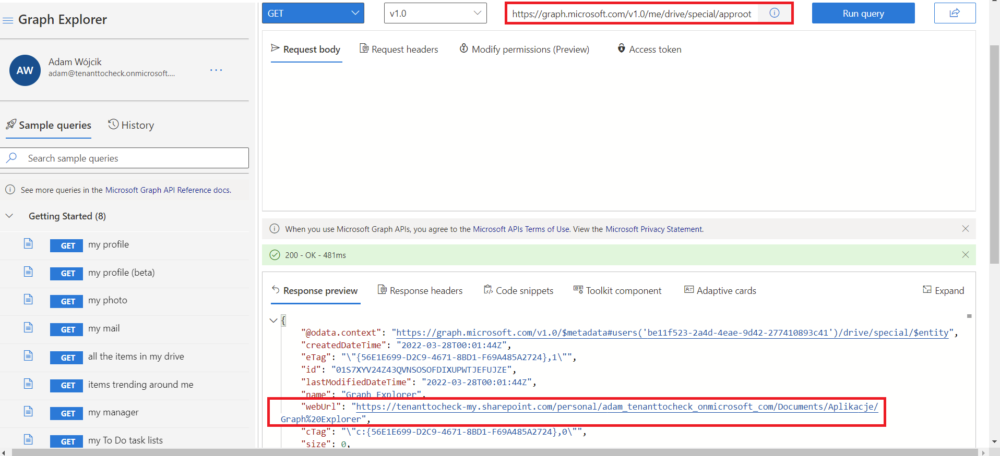 Graph Explorer
Adam Wójcik
AW
adam@tenanttocheck.onmicrosoft....
Sample queries
History
Search sample queries
See more queries in the Microsoft Graph API Reference docs.
Getting Started (8)
GET my profile
GET my profile (beta)
GET my photo
GET my mail
GET all the items in my drive
GET items trending around me
GET my manager
GET my To Do task lists
GET
v1.0
https://graph.microsoft.com/v1.0/me/drive/special/approot
Run query
Request body
Request headers
Modify permissions (Preview)
Access token
When you use Microsoft Graph APIs, you agree to the Microsoft APIs Terms of Use. View the Microsoft Privacy Statement.
200 - OK - 481ms
Response preview
Response headers
Code snippets
Toolkit component
Adaptive cards
Expand
{
"@odata.context": "https://graph.microsoft.com/v1.0/$metadata#users('be11f523-2a4d-4eae-9d42-277410893c41')/drive/special/$entity",
"createdDateTime": "2022-03-28T00:01:44Z",
"eTag": "\"{56E1E699-D2C9-4671-8BD1-F69A485A2724},1\"",
"id": "01S7XYV24Z43QVNSOSOFDIXUPWTJEFUJZE",
"lastModifiedDateTime": "2022-03-28T00:01:44Z",
"name": "Graph Explorer",
"webUrl": "https://tenanttocheck-my.sharepoint.com/personal/adam_tenanttocheck_onmicrosoft_com/Documents/Aplikacje/
Graph%20Explorer",
"cTag": "\"c:{56E1E699-D2C9-4671-8BD1-F69A485A2724},0\"",
"size": 0,